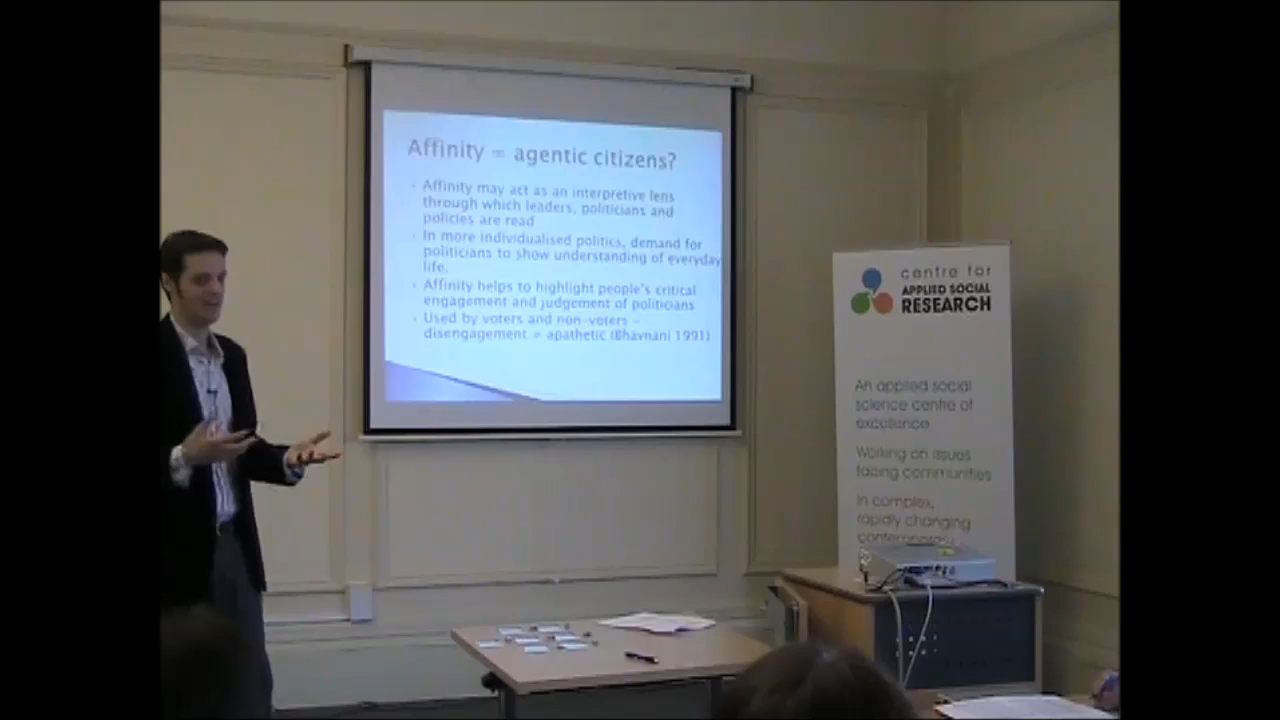 Affinity = agentic citizens?
Affinity may act as an interpretive lens
through which leaders, politicians and
policies are read
In more individualised politics, demand for
politicians to show understanding of everyday
life.
Affinity helps to highlight people's critical
engagement and judgement of politicians
Used by voters and non-voters -
disengagement = apathetic (Bhavnani 1991)
centre for
APPLIED SOCIAL
RESEARCH
An applied social
science centre of
excellence
Working on issues
facing communities
In complex,
rapidly changing
contemporary